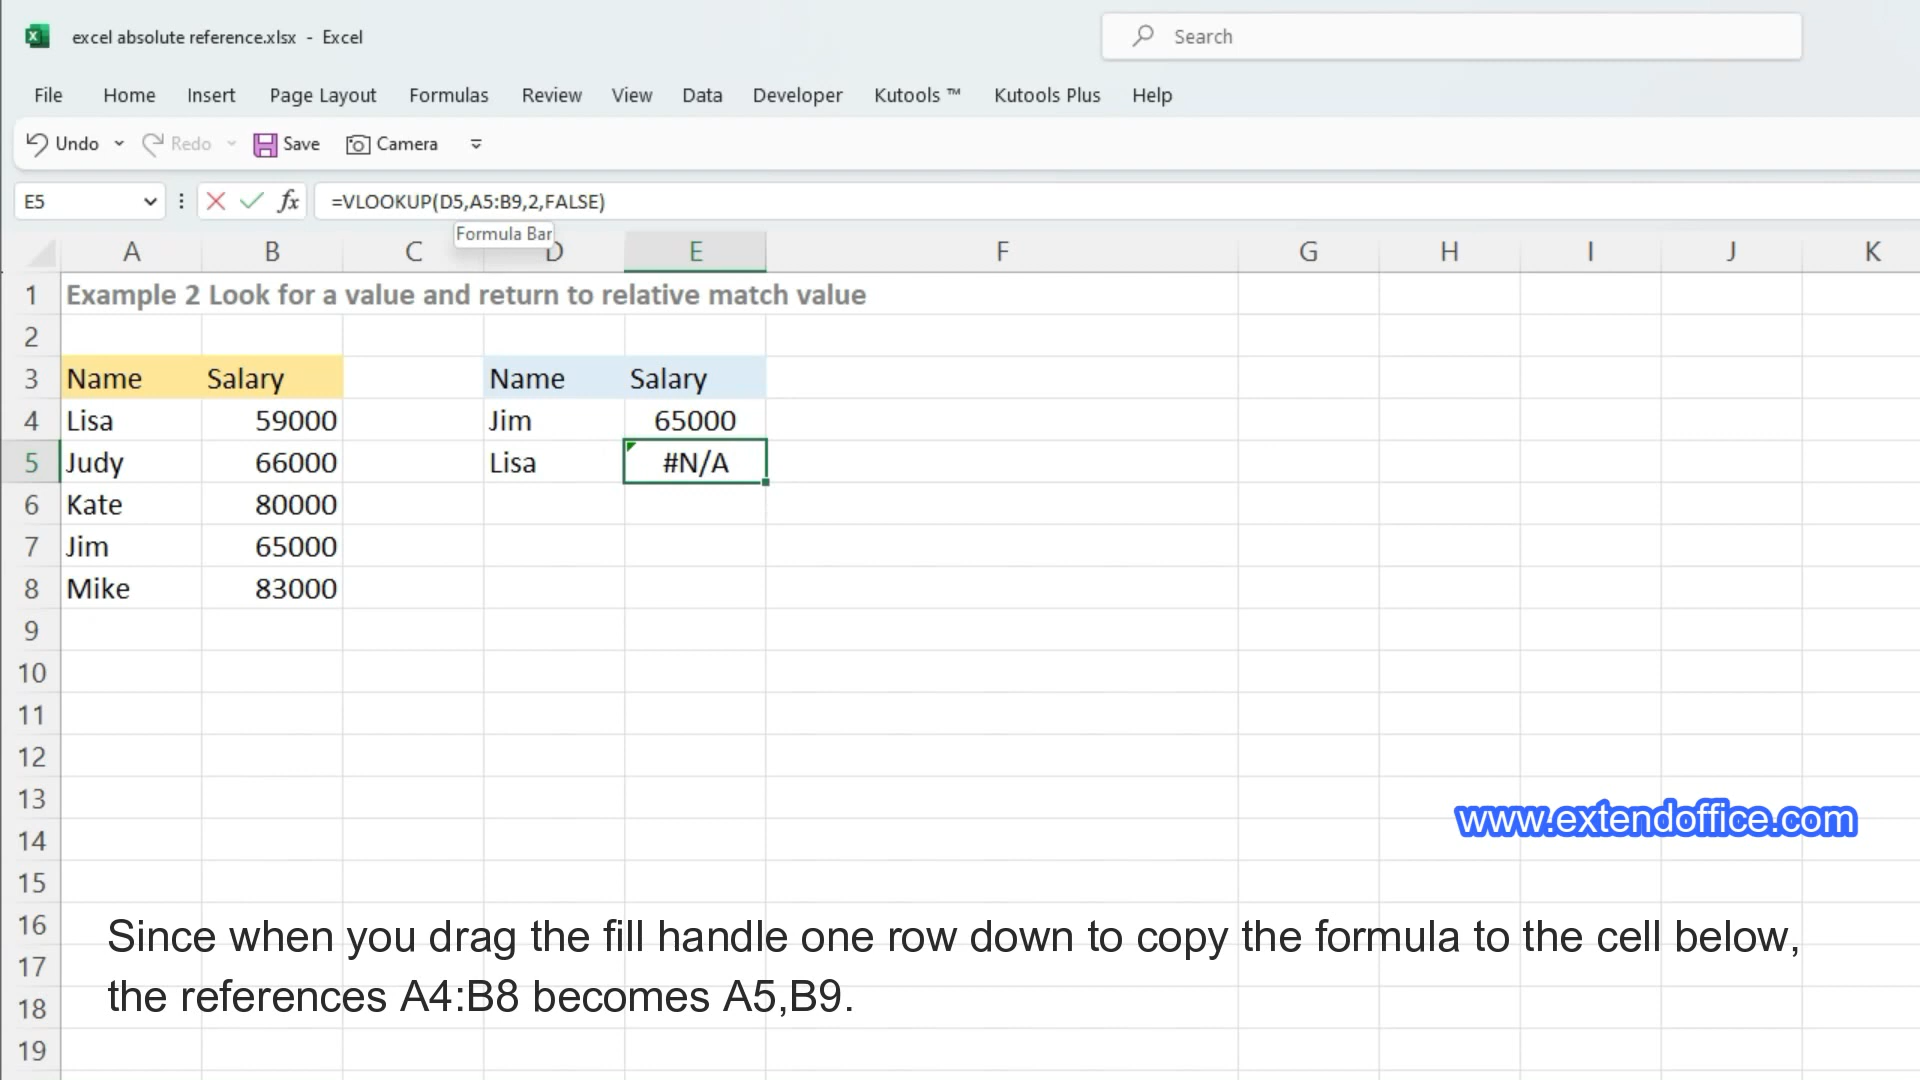 excel absolute reference.xlsx - Excel
Search
File Home Insert Page Layout Formulas Review View Data Developer Kutools ™ Kutools Plus Help
Undo Redo Save Camera
E5 fx =VLOOKUP(D5,A5:B9,2,FALSE)
Formula Bar
A B C D E F G H I J K
1 Example 2 Look for a value and return to relative match value
2
3 Name Salary Name Salary
4 Lisa 59000 Jim 65000
5 Judy 66000 Lisa #N/A
6 Kate 80000
7 Jim 65000
8 Mike 83000
9
10
11
12
13
www.extendoffice.com
14
15
16
Since when you drag the fill handle one row down to copy the formula to the cell below,
17
the references A4:B8 becomes A5,B9.
18
19